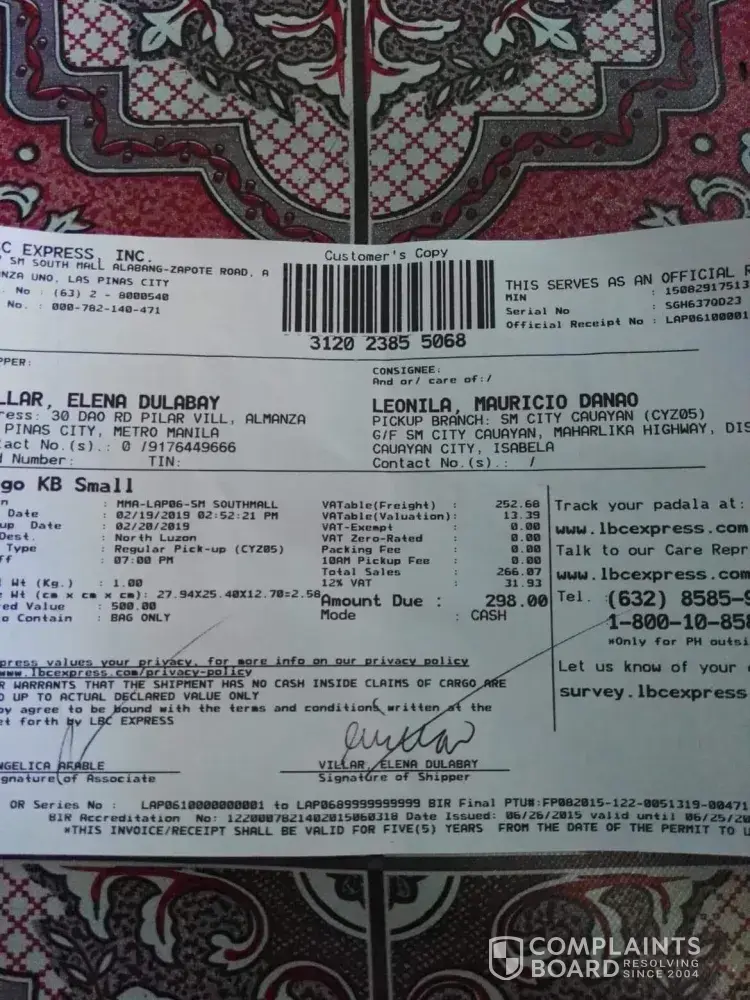 C EXPRESS, INC.
SM SOUTH MALL ALABANG-ZAPOTE ROAD, A
NZA UNO, LAS PINAS CITY
. No : (63) 2 - 8000540
. No. : 000-782-140-471
Customer's Copy
3120 2385 5068
THIS SERVES AS AN OFFICIAL R
MIN : 15082917513
Serial No : SGH6370D23
Official Receipt No : LAP06100001
PPER:
LLAR, ELENA DULABAY
ress: 30 DAO RD PILAR VILL, ALMANZA
PINAS CITY, METRO MANILA
tact No.(s).: 0 /9176449666
d Number: TIN:
CONSIGNEE:
And or/ care of:/
LEONILA, MAURICIO DANAO
PICKUP BRANCH: SM CITY CAUAYAN (CYZ05)
G/F SM CITY CAUAYAN, MAHARLIKA HIGHWAY, DIS
CAUAYAN CITY, ISABELA
Contact No.(s).: /
go KB Small
n : MMA-LAP06-SM SOUTHMALL
Date : 02/19/2019 02:52:21 PM
up Date : 02/20/2019
Dest. : North Luzon
Type : Regular Pick-up (CYZ05)
ff : 07:00 PM
Wt (Kg.) : 1.00
Wt (cm x cm x cm): 27.94X25.40X12.70=2.58
ed Value : 500.00
o Contain : BAG ONLY
VATable(Freight) : 252.68
VATable(Valuation): 13.39
VAT-Exempt : 0.00
VAT Zero-Rated : 0.00
Packing Fee : 0.00
10AM Pickup Fee : 0.00
Total Sales : 266.07
12% VAT : 31.93
Amount Due : 298.00
Mode : CASH
Track your padala at:
www.lbcexpress.com
Talk to our Care Repr
www.lbcexpress.com
Tel. :(632) 8585-9
1-800-10-858
*Only for PH outsi
Let us know of your
survey.lbcexpress
press values your privacy, for more info on our privacy policy
www.lbcexpress.com/privacy-policy
R WARRANTS THAT THE SHIPMENT HAS NO CASH INSIDE CLAIMS OF CARGO ARE
D UP TO ACTUAL DECLARED VALUE ONLY
by agree to be bound with the terms and conditions written at the
et forth by LBC EXPRESS
NGELICA ARABLE
gnature of Associate
VILLAR, ELENA DULABAY
Signature of Shipper
OR Series No : LAP0610000000001 to LAP0689999999999 BIR Final PTU#:FP082015-122-0051319-00471
BIR Accreditation No: 1220007821402015060318 Date Issued: 06/26/2015 valid until 06/25/20
*THIS INVOICE/RECEIPT SHALL BE VALID FOR FIVE(5) YEARS FROM THE DATE OF THE PERMIT TO U
COMPLAINTS
BOARD RESOLVING
SINCE 2004